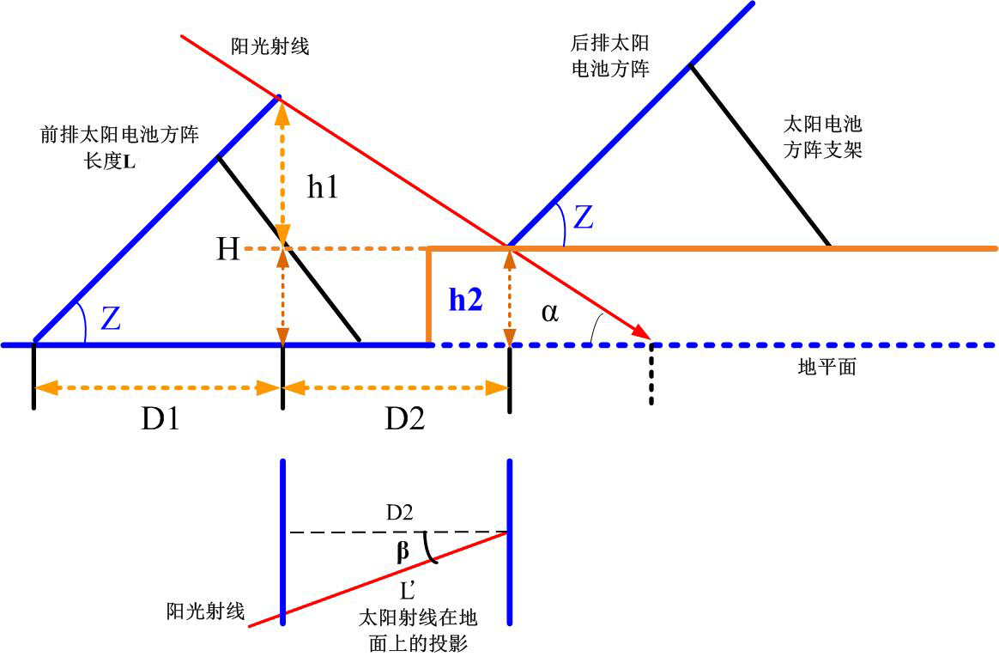 阳光射线
后排太阳
电池方阵
前排太阳电池方阵
长度L
太阳电池
方阵支架
h1
Z
H
h2
α
Z
地平面
D1
D2
D2
β
L’
阳光射线
太阳射线在地
面上的投影